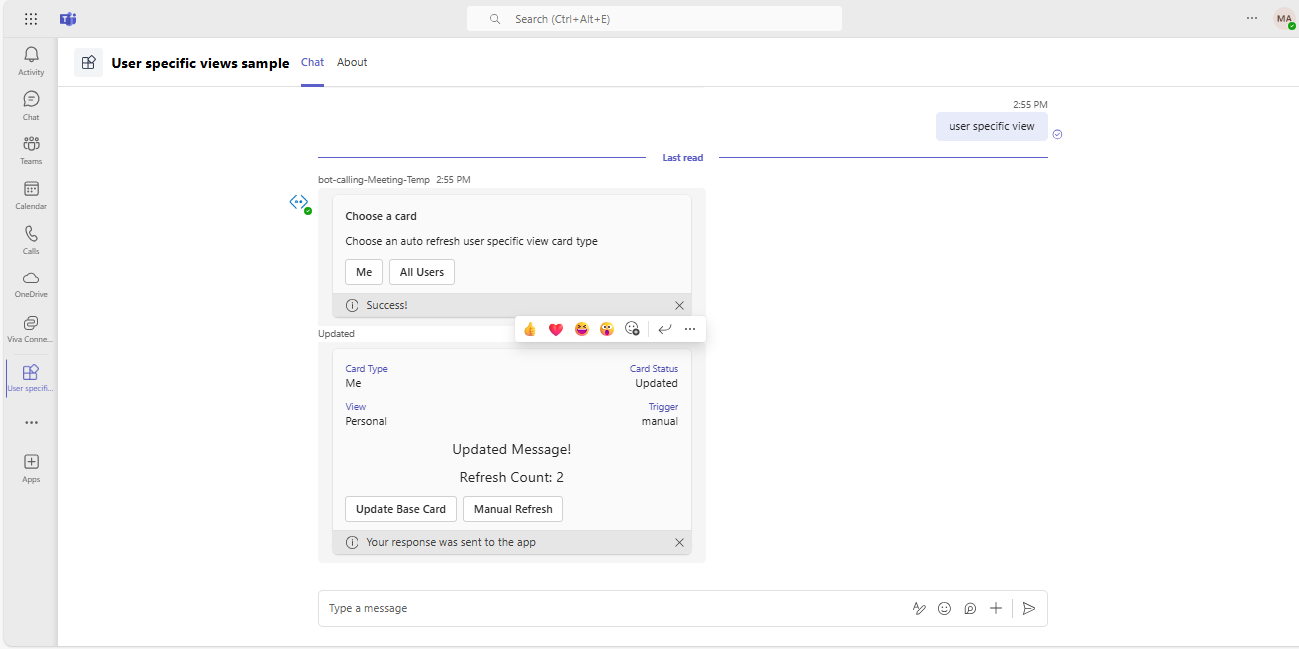 Search (Ctrl+Alt+E)
MA
Activity
Chat
Teams
Calendar
Calls
OneDrive
Viva Conne...
User specifi...
Apps
User specific views sample
Chat
About
2:55 PM
user specific view
Last read
bot-calling-Meeting-Temp 2:55 PM
Choose a card
Choose an auto refresh user specific view card type
Me
All Users
Success!
Updated
Card Type
Card Status
Me
Updated
View
Trigger
Personal
manual
Updated Message!
Refresh Count: 2
Update Base Card
Manual Refresh
Your response was sent to the app
Type a message